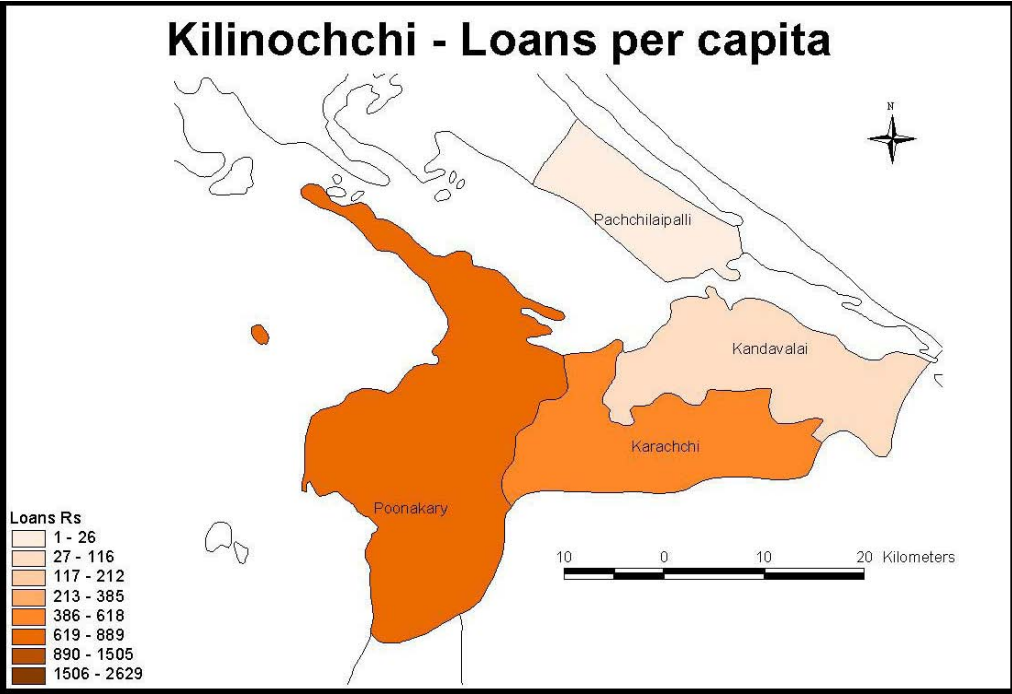 Kilinochchi - Loans per capita
N
Pachchilaipalli
Kandavalai
Karachchi
Poonakary
Loans Rs
1 - 26
27 - 116
117 - 212
213 - 385
386 - 618
619 - 889
890 - 1505
1506 - 2629
10 0 10 20 Kilometers